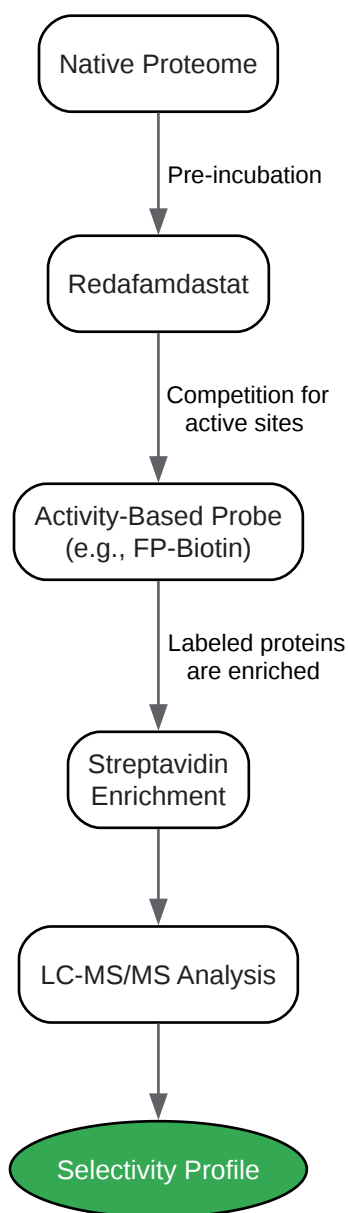 Native Proteome
Pre-incubation
Redafamdastat
Competition for
active sites
Activity-Based Probe
(e.g., FP-Biotin)
Labeled proteins
are enriched
Streptavidin
Enrichment
LC-MS/MS Analysis
Selectivity Profile